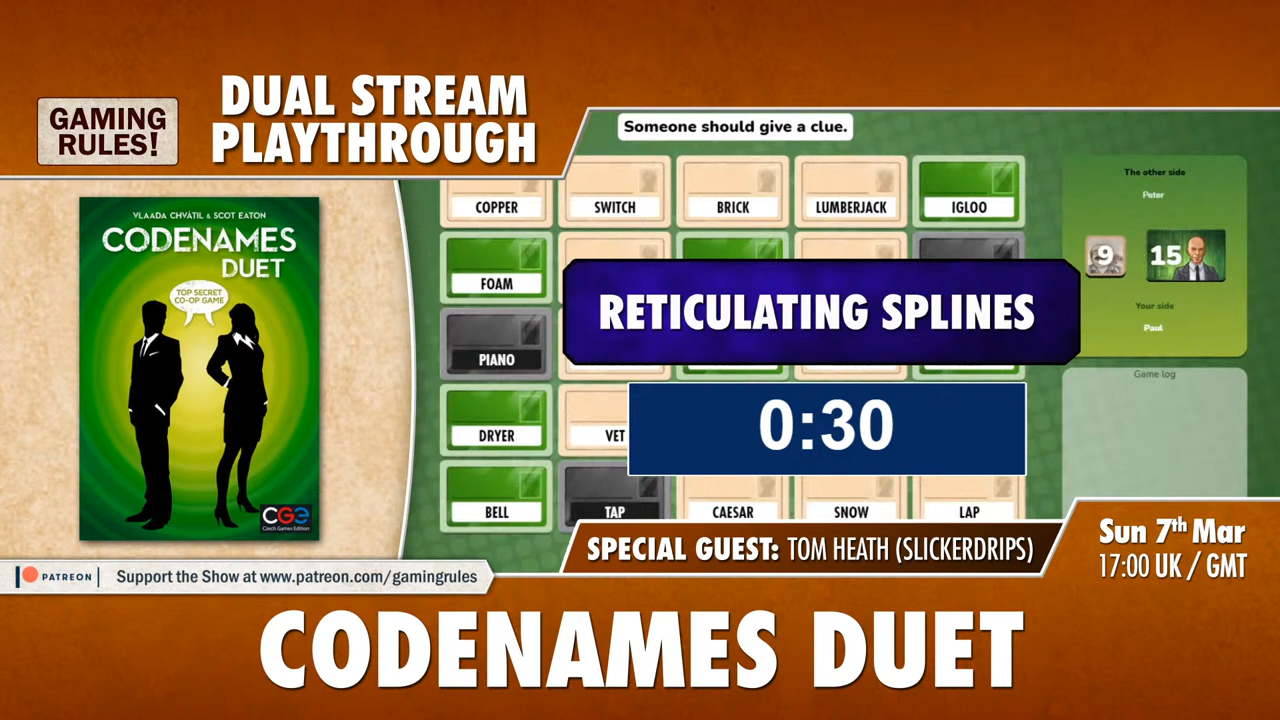 GAMING
RULES!
DUAL STREAM
PLAYTHROUGH
Someone should give a clue.
VLAADA CHVÁTIL & SCOT EATON
CODENAMES
DUET
TOP SECRET
CO-OP GAME
CGE
Czech Games Edition
COPPER
SWITCH
BRICK
LUMBERJACK
IGLOO
FOAM
PIANO
DRYER
VET
BELL
TAP
CAESAR
SNOW
LAP
RETICULATING SPLINES
0:30
The other side
Peter
9
15
Your side
Paul
Game log
SPECIAL GUEST: TOM HEATH (SLICKERDRIPS)
Sun 7th Mar
17:00 UK / GMT
PATREON
Support the Show at www.patreon.com/gamingrules
CODENAMES DUET